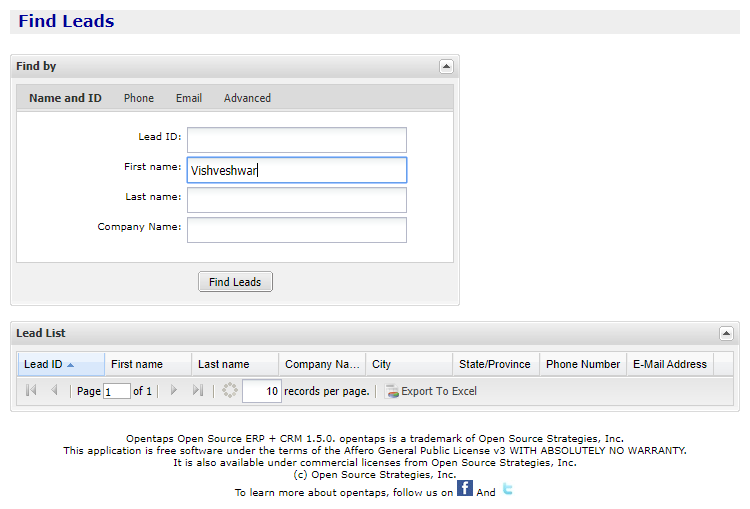 Find Leads
Find by
Name and ID Phone Email Advanced
Lead ID:
First name: Vishveshwar
Last name:
Company Name:
Find Leads
Lead List
Lead ID First name Last name Company Na... City State/Province Phone Number E-Mail Address
Page 1 of 1 10 records per page. Export To Excel
Opentaps Open Source ERP + CRM 1.5.0. opentaps is a trademark of Open Source Strategies, Inc.
This application is free software under the terms of the Affero General Public License v3 WITH ABSOLUTELY NO WARRANTY.
It is also available under commercial licenses from Open Source Strategies, Inc.
(c) Open Source Strategies, Inc.
To learn more about opentaps, follow us on f And t